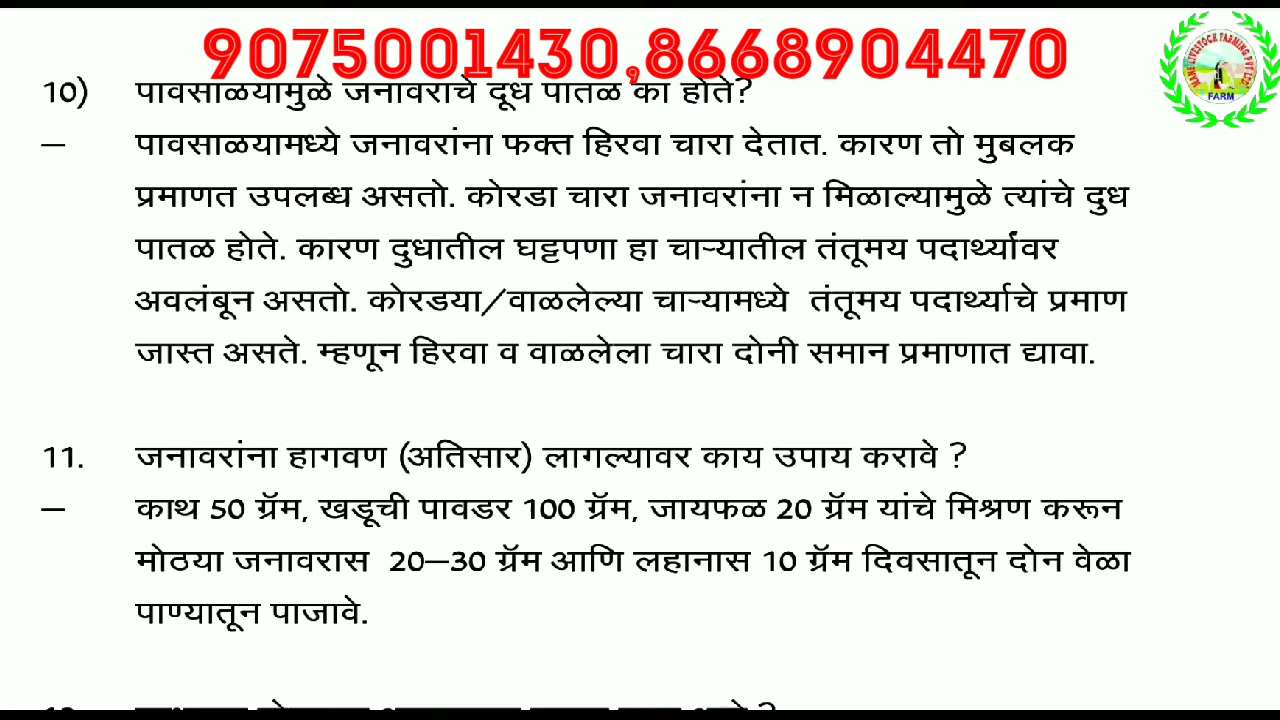 9075001430,8668904470
10) पावसाळयामुळे जनावराचे दूध पातळ का होते?
– पावसाळयामध्ये जनावरांना फक्त हिरवा चारा देतात. कारण तो मुबलक
प्रमाणत उपलब्ध असतो. कोरडा चारा जनावरांना न मिळाल्यामुळे त्यांचे दुध
पातळ होते. कारण दुधातील घट्टपणा हा चाऱ्यातील तंतूमय पदार्थ्यांवर
अवलंबून असतो. कोरडया/वाळलेल्या चाऱ्यामध्ये तंतूमय पदार्थ्याचे प्रमाण
जास्त असते. म्हणून हिरवा व वाळलेला चारा दोनी समान प्रमाणात द्यावा.
11. जनावरांना हागवण (अतिसार) लागल्यावर काय उपाय करावे ?
– काथ 50 ग्रॅम, खडूची पावडर 100 ग्रॅम, जायफळ 20 ग्रॅम यांचे मिश्रण करून
मोठया जनावरास 20–30 ग्रॅम आणि लहानास 10 ग्रॅम दिवसातून दोन वेळा
पाण्यातून पाजावे.
FARM